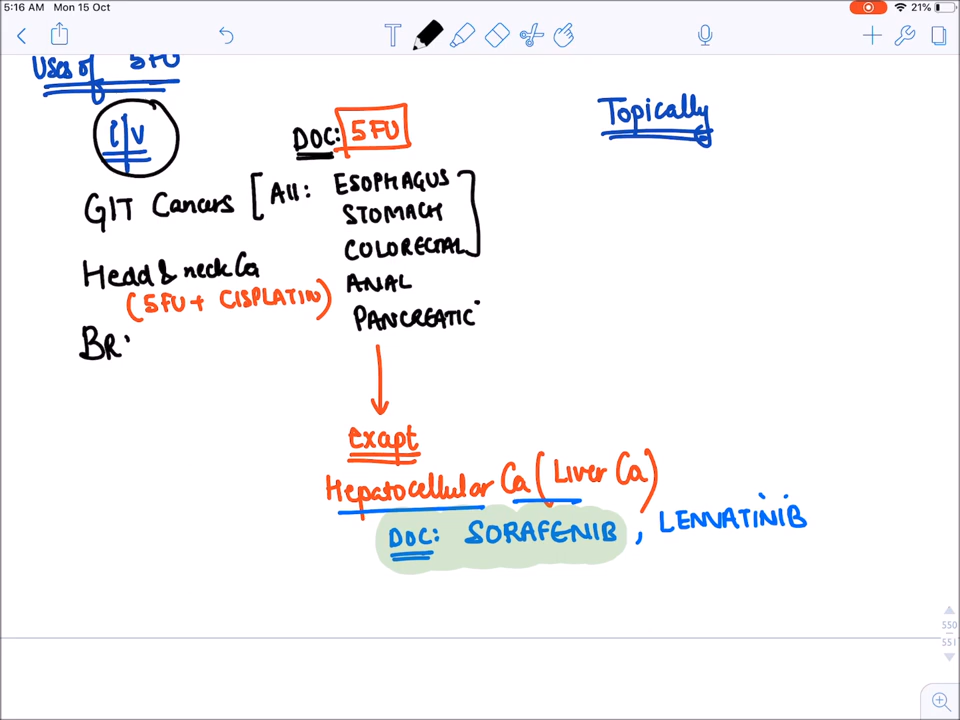 5:16 AM Mon 15 Oct
21%
T
Uses of 5FU
I|V
Topically
DOC: 5FU
GIT Cancers [All: ESOPHAGUS
STOMACH
COLORECTAL
Head & neck Ca
(5FU + CISPLATIN)
ANAL
PANCREATIC
BR
Exapt
Hepatocellular Ca (Liver Ca)
DOC: SORAFENIB, LENVATINIB
550
551